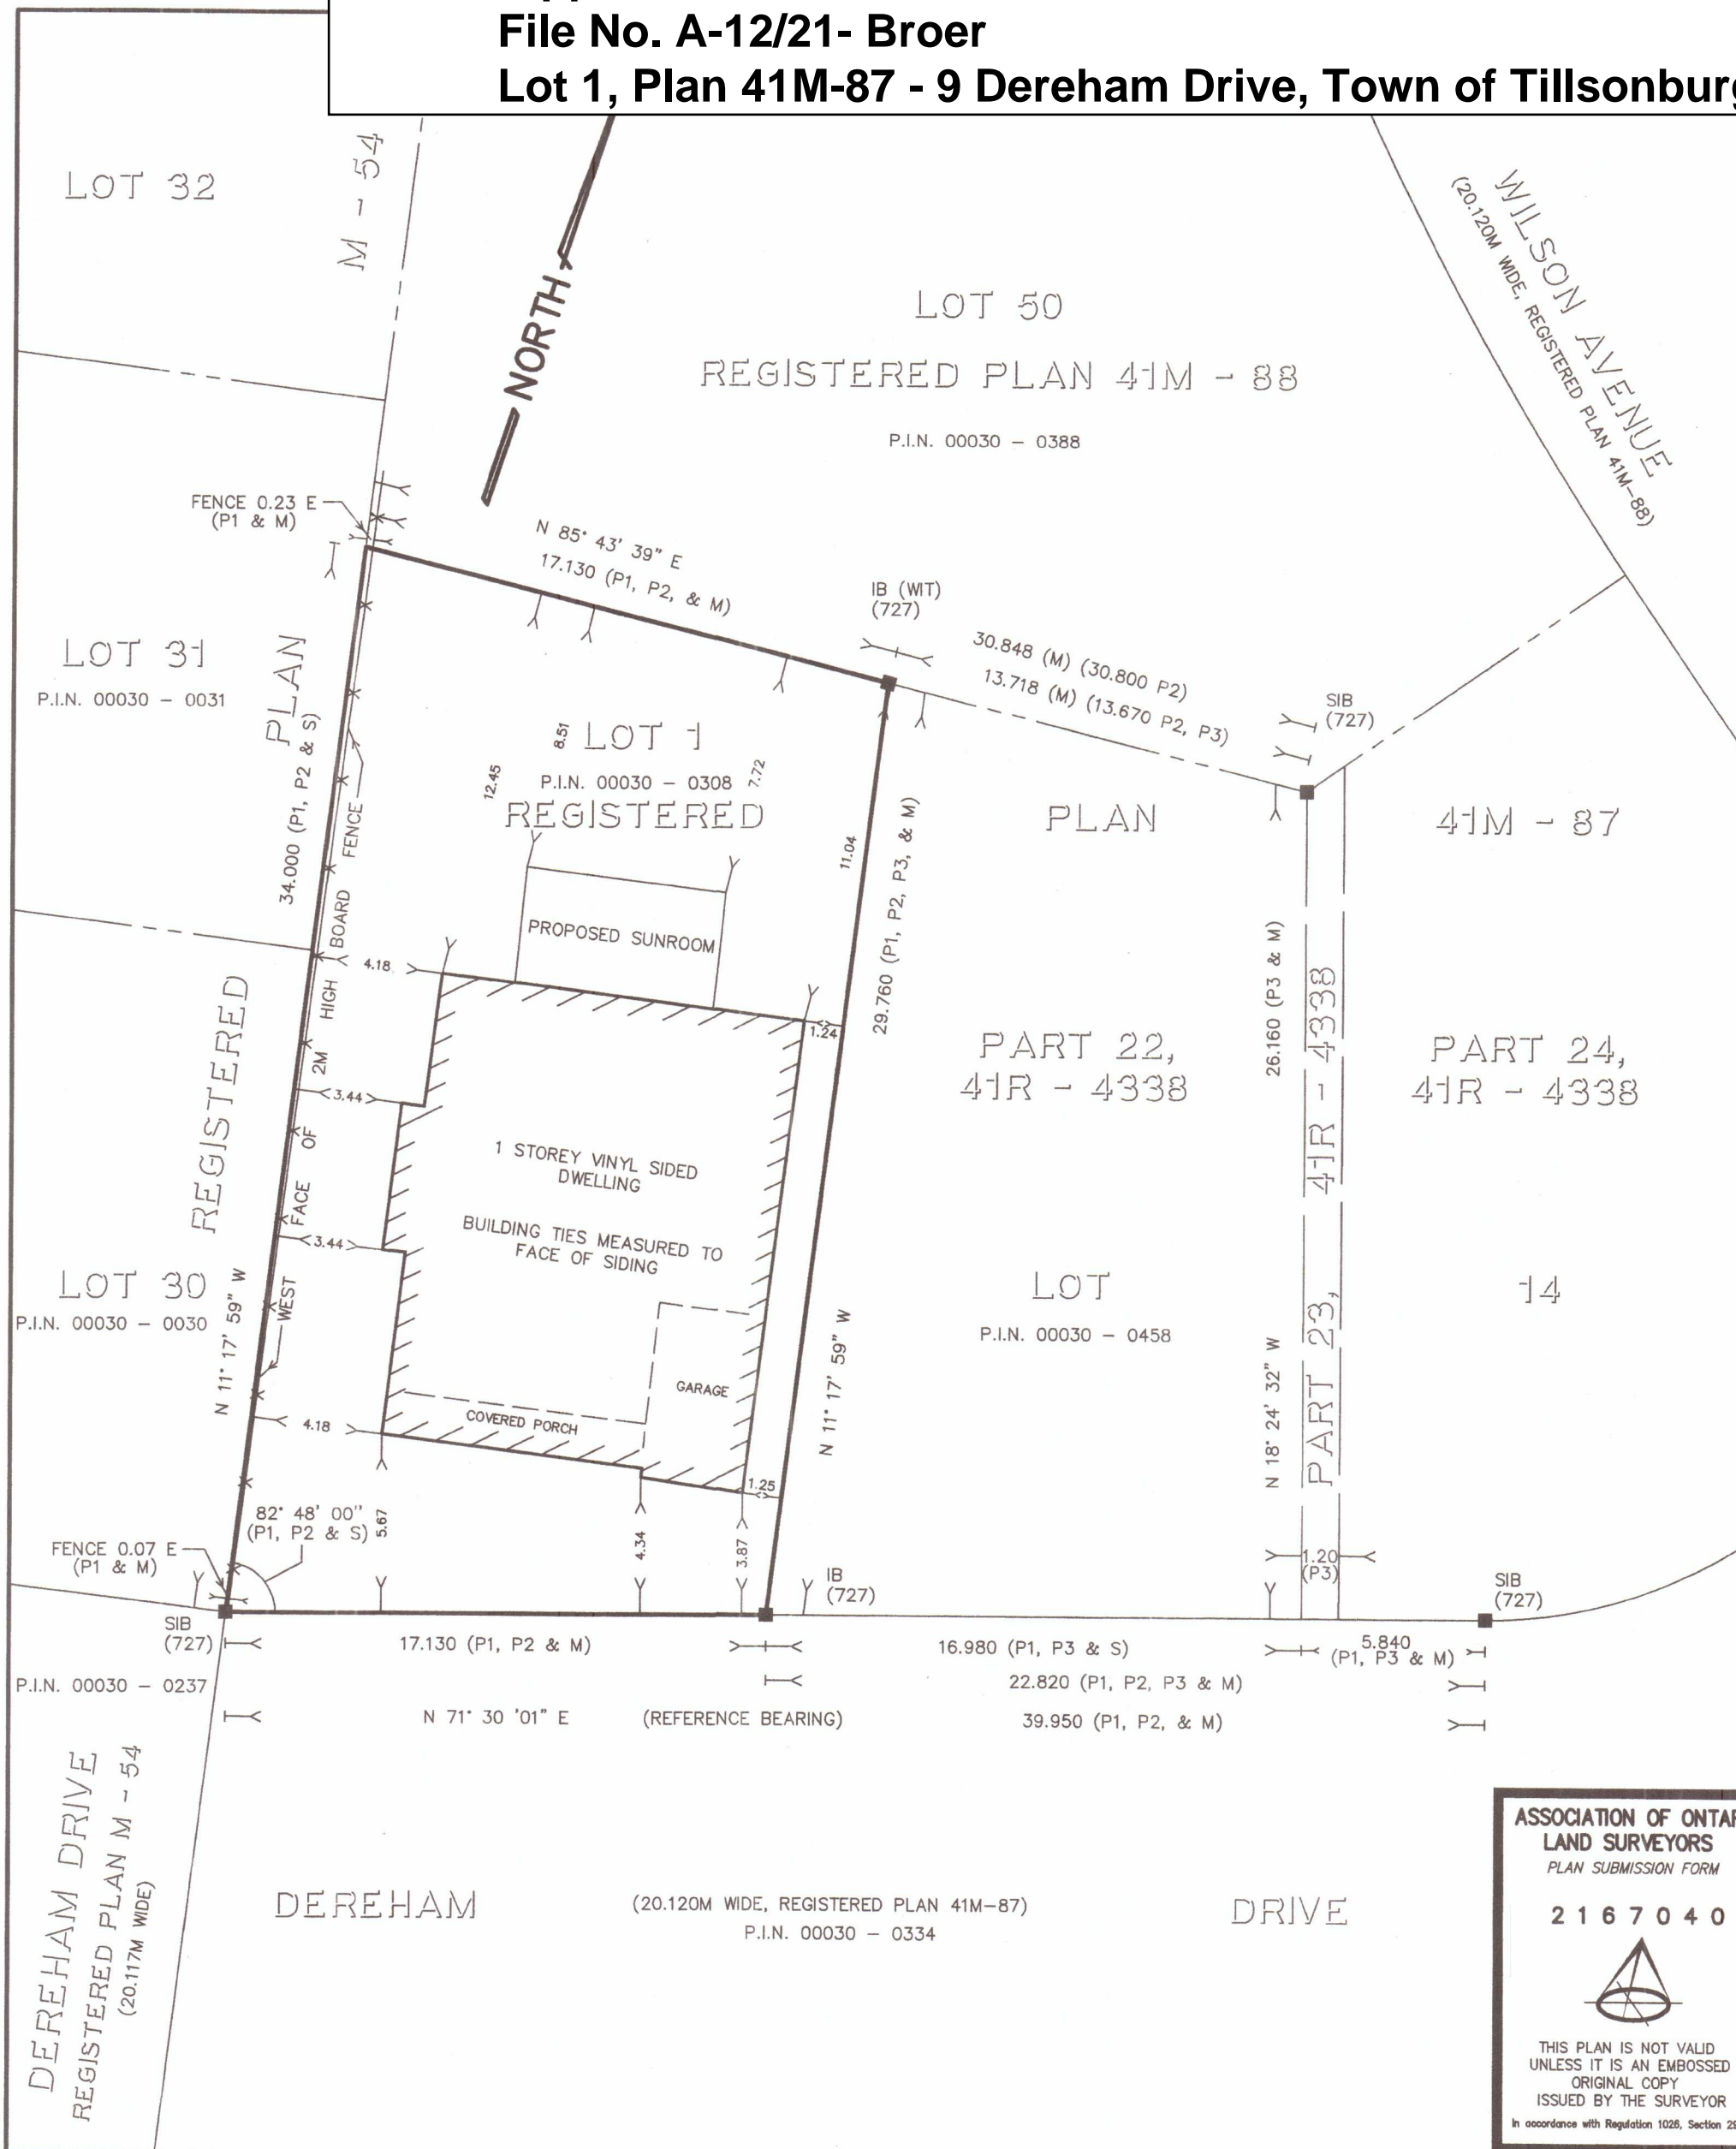 File No. A-12/21- Broer
Lot 1, Plan 41M-87 - 9 Dereham Drive, Town of Tillsonburg
LOT 32
M - 54
NORTH
LOT 50
REGISTERED PLAN 41M - 88
P.I.N. 00030 - 0388
WILSON AVENUE
(20.120M WIDE, REGISTERED PLAN 41M-88)
FENCE 0.23 E
(P1 & M)
N 85° 43' 39" E
17.130 (P1, P2, & M)
IB (WIT)
(727)
30.848 (M) (30.800 P2)
13.718 (M) (13.670 P2, P3)
SIB
(727)
LOT 31
P.I.N. 00030 - 0031
PLAN
34.000 (P1, P2 & S)
8.51
LOT 1
12.45
P.I.N. 00030 - 0308
7.72
REGISTERED
PLAN
41M - 87
11.04
29.760 (P1, P2, P3, & M)
PROPOSED SUNROOM
FENCE
BOARD
HIGH
2M
OF
FACE
WEST
4.18
1.24
3.44
3.44
4.18
1.25
REGISTERED
PART 22,
41R - 4338
26.160 (P3 & M)
41R - 4338
PART 23,
PART 24,
41R - 4338
1 STOREY VINYL SIDED
DWELLING
BUILDING TIES MEASURED TO
FACE OF SIDING
LOT 30
P.I.N. 00030 - 0030
N 11° 17' 59" W
LOT
14
P.I.N. 00030 - 0458
N 11° 17' 59" W
N 18° 24' 32" W
GARAGE
COVERED PORCH
82° 48' 00"
(P1, P2 & S)
5.67
4.34
3.87
FENCE 0.07 E
(P1 & M)
IB
(727)
1.20
(P3)
SIB
(727)
SIB
(727)
17.130 (P1, P2 & M)
16.980 (P1, P3 & S)
5.840
(P1, P3 & M)
P.I.N. 00030 - 0237
22.820 (P1, P2, P3 & M)
N 71° 30 '01" E
(REFERENCE BEARING)
39.950 (P1, P2, & M)
DEREHAM DRIVE
REGISTERED PLAN M - 54
(20.117M WIDE)
DEREHAM
(20.120M WIDE, REGISTERED PLAN 41M-87)
P.I.N. 00030 - 0334
DRIVE
ASSOCIATION OF ONTAR
LAND SURVEYORS
PLAN SUBMISSION FORM
2167040
THIS PLAN IS NOT VALID
UNLESS IT IS AN EMBOSSED
ORIGINAL COPY
ISSUED BY THE SURVEYOR
In accordance with Regulation 1026, Section 29